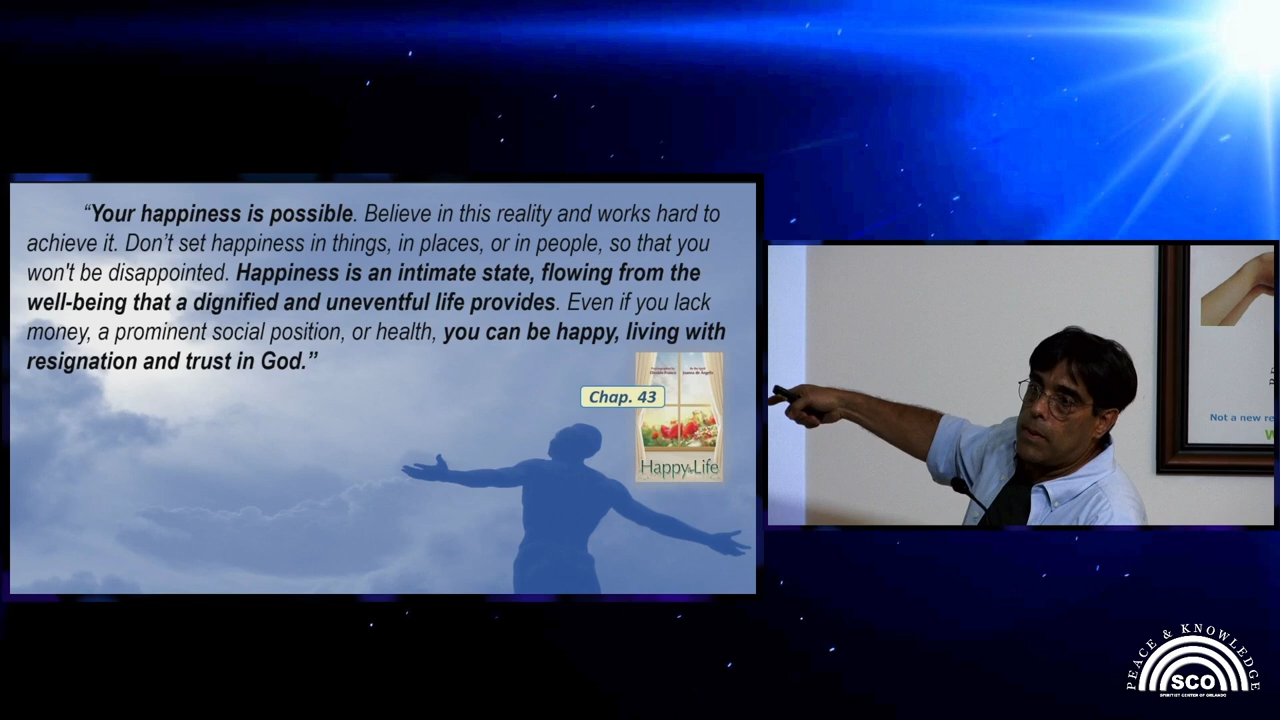 “Your happiness is possible. Believe in this reality and works hard to
achieve it. Don’t set happiness in things, in places, or in people, so that you
won't be disappointed. Happiness is an intimate state, flowing from the
well-being that a dignified and uneventful life provides. Even if you lack
money, a prominent social position, or health, you can be happy, living with
resignation and trust in God.”
Chap. 43
Happy Life
Not a new re
PEACE & KNOWLEDGE
SCO
SPIRITIST CENTER OF ORLANDO